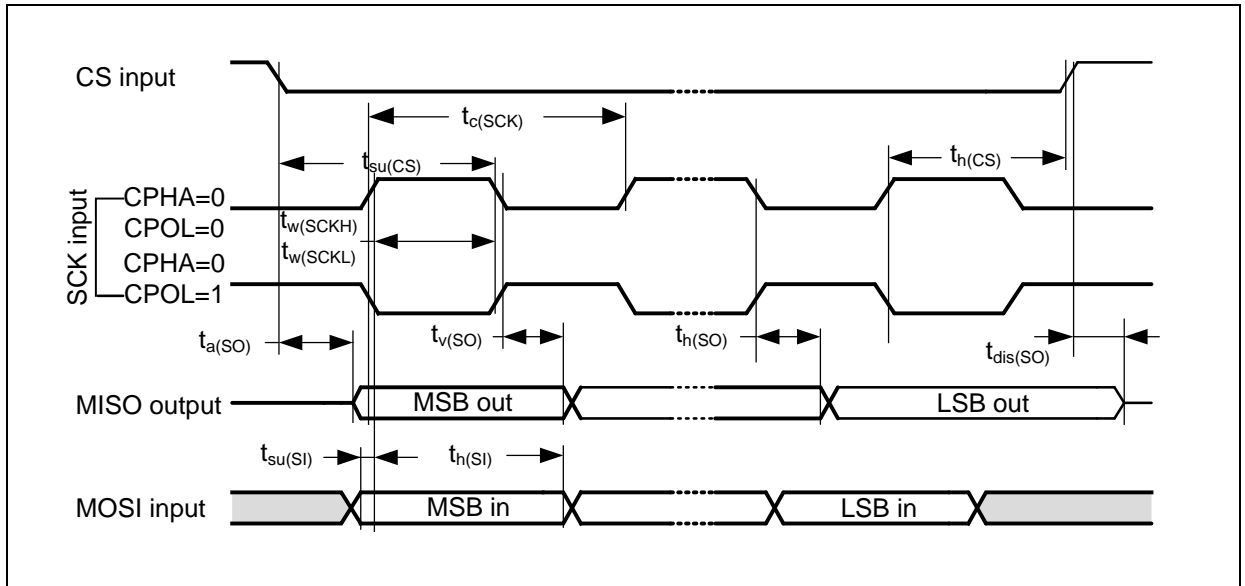 CS input
tc(SCK)
tsu(CS)
th(CS)
SCK input
CPHA=0
CPOL=0
CPHA=0
CPOL=1
tw(SCKH)
tw(SCKL)
ta(SO)
tv(SO)
th(SO)
tdis(SO)
MISO output
MSB out
LSB out
tsu(SI)
th(SI)
MOSI input
MSB in
LSB in